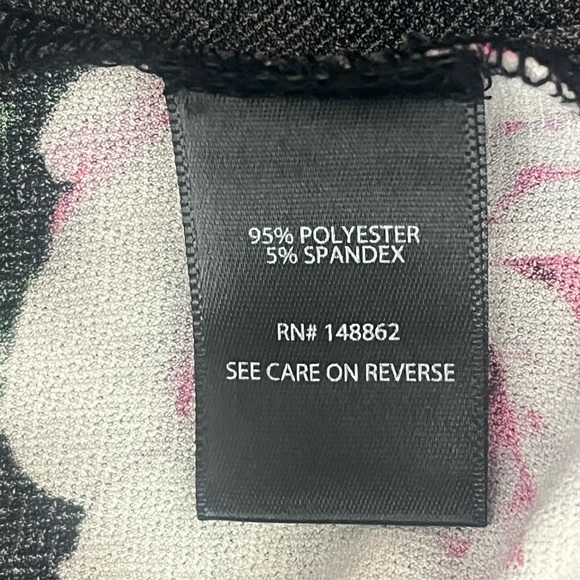 95% POLYESTER
5% SPANDEX
RN# 148862
SEE CARE ON REVERSE